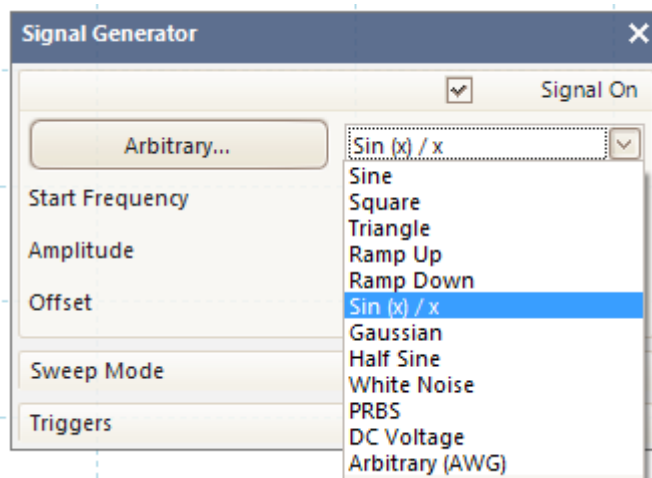 Signal Generator
Signal On
Arbitrary...
Sin (x) / x
Sine
Square
Start Frequency
Triangle
Amplitude
Ramp Up
Ramp Down
Offset
Sin (x) / x
Gaussian
Half Sine
Sweep Mode
White Noise
PRBS
Triggers
DC Voltage
Arbitrary (AWG)